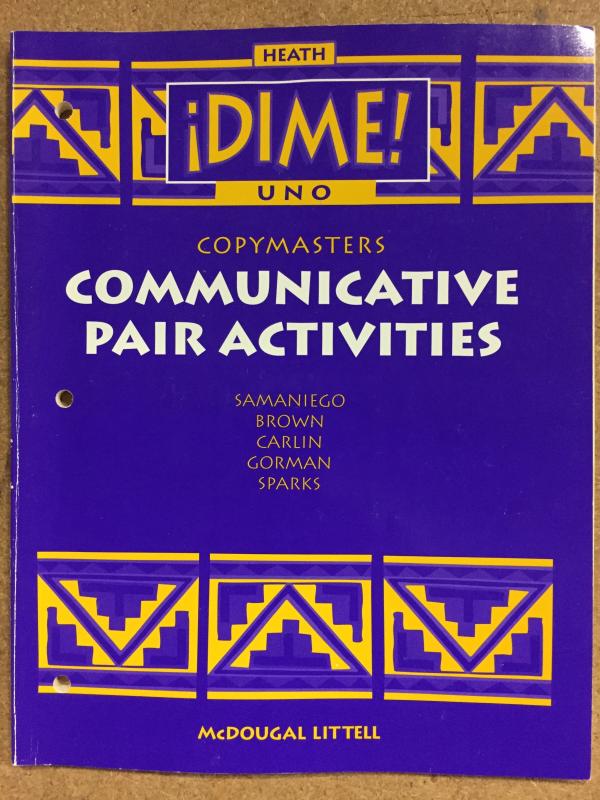 HEATH
¡DIME!
UNO
COPYMASTERS
COMMUNICATIVE
PAIR ACTIVITIES
SAMANIEGO
BROWN
CARLIN
GORMAN
SPARKS
McDOUGAL LITTELL